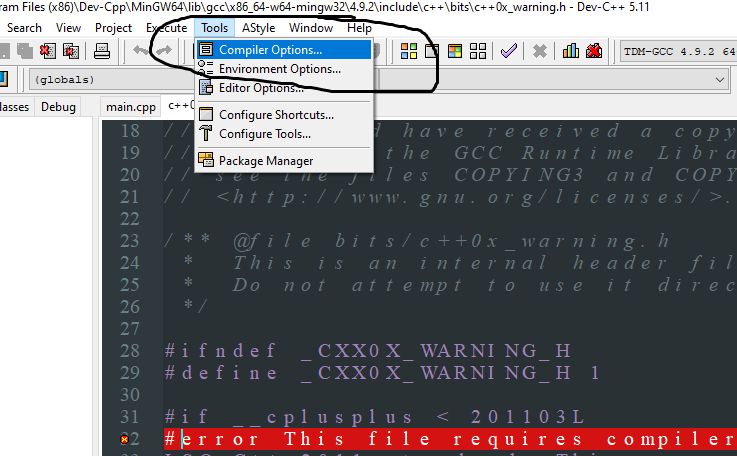 ram Files (x86)\Dev-Cpp\MinGW64\lib\gcc\x86_64-w64-mingw32\4.9.2\include\c++\bits\c++0x_warning.h - Dev-C++ 5.11
Search View Project Execute Tools AStyle Window Help
Compiler Options...
TDM-GCC 4.9.2 64
Environment Options...
(globals)
Editor Options...
lasses Debug main.cpp c++0
Configure Shortcuts...
Configure Tools...
Package Manager
18 // d have received a copy
19 // the GCC Runtime Libra
20 // see the files COPYING3 and COPY
21 // <http://www.gnu.org/licenses/>.
22
23 /** @file bits/c++0x_warning.h
24 * This is an internal header fil
25 * Do not attempt to use it direc
26 */
27
28 #ifndef _CXX0X_WARNING_H
29 #define _CXX0X_WARNING_H 1
30
31 #if __cplusplus < 201103L
32 #error This file requires compiler